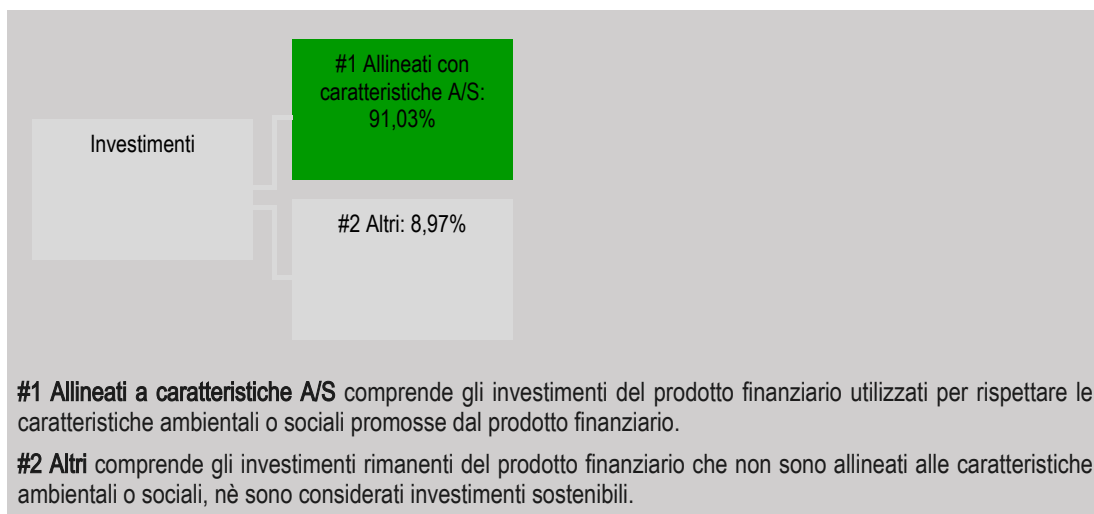 #1 Allineati con
caratteristiche A/S:
91,03%
Investimenti
#2 Altri: 8,97%
#1 Allineati a caratteristiche A/S comprende gli investimenti del prodotto finanziario utilizzati per rispettare le
caratteristiche ambientali o sociali promosse dal prodotto finanziario.
#2 Altri comprende gli investimenti rimanenti del prodotto finanziario che non sono allineati alle caratteristiche
ambientali o sociali, nè sono considerati investimenti sostenibili.